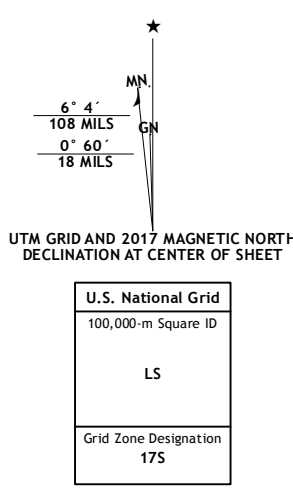 MN.
6° 4´
108 MILS
GN
0° 60´
18 MILS
UTM GRID AND 2017 MAGNETIC NORTH
DECLINATION AT CENTER OF SHEET
U.S. National Grid
100,000-m Square ID
LS
Grid Zone Designation
17S